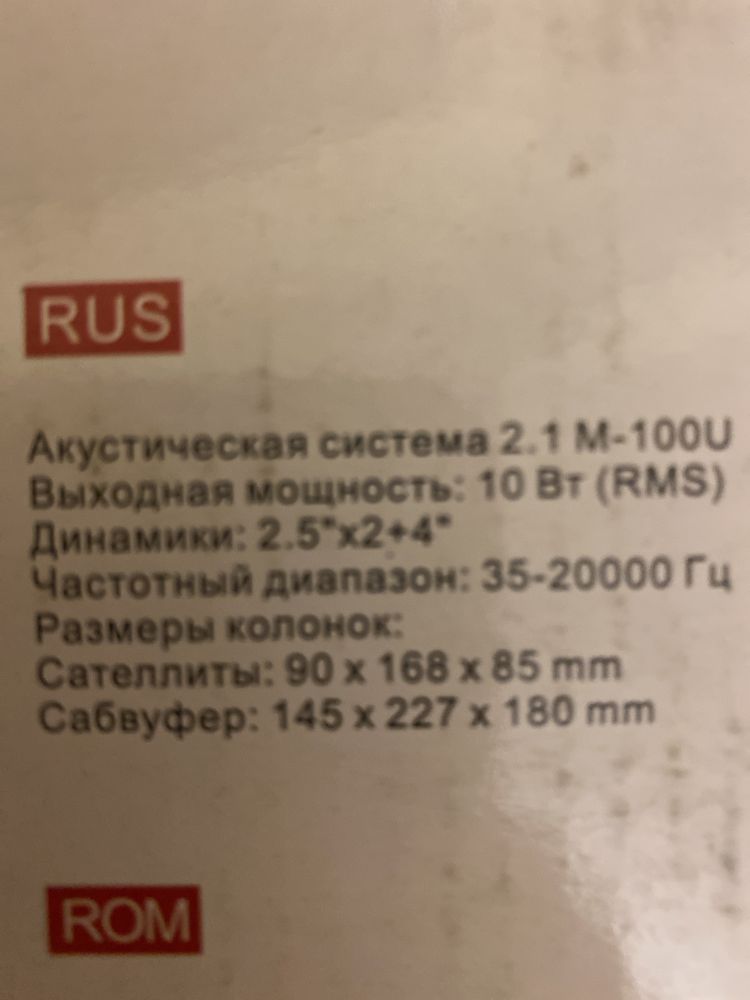 RUS
Акустическая система 2.1 M-100U
Выходная мощность: 10 Вт (RMS)
Динамики: 2.5"x2+4"
Частотный диапазон: 35-20000 Гц
Размеры колонок:
Сателлиты: 90 x 168 x 85 mm
Сабвуфер: 145 x 227 x 180 mm
ROM